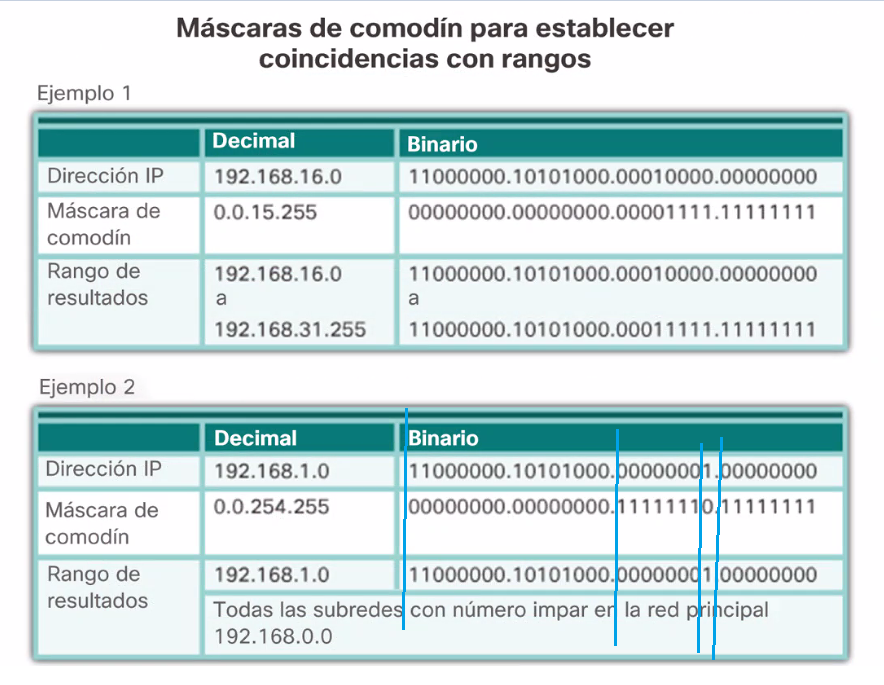 Máscaras de comodín para establecer
coincidencias con rangos
Ejemplo 1
Decimal Binario
Dirección IP 192.168.16.0 11000000.10101000.00010000.00000000
Máscara de 0.0.15.255 00000000.00000000.00001111.11111111
comodín
Rango de 192.168.16.0 11000000.10101000.00010000.00000000
resultados a a
192.168.31.255 11000000.10101000.00011111.11111111
Ejemplo 2
Decimal Binario
Dirección IP 192.168.1.0 11000000.10101000.00000001.00000000
Máscara de 0.0.254.255 00000000.00000000.11111110.11111111
comodín
Rango de 192.168.1.0 11000000.10101000.00000001.00000000
resultados Todas las subredes con número impar en la red principal
192.168.0.0